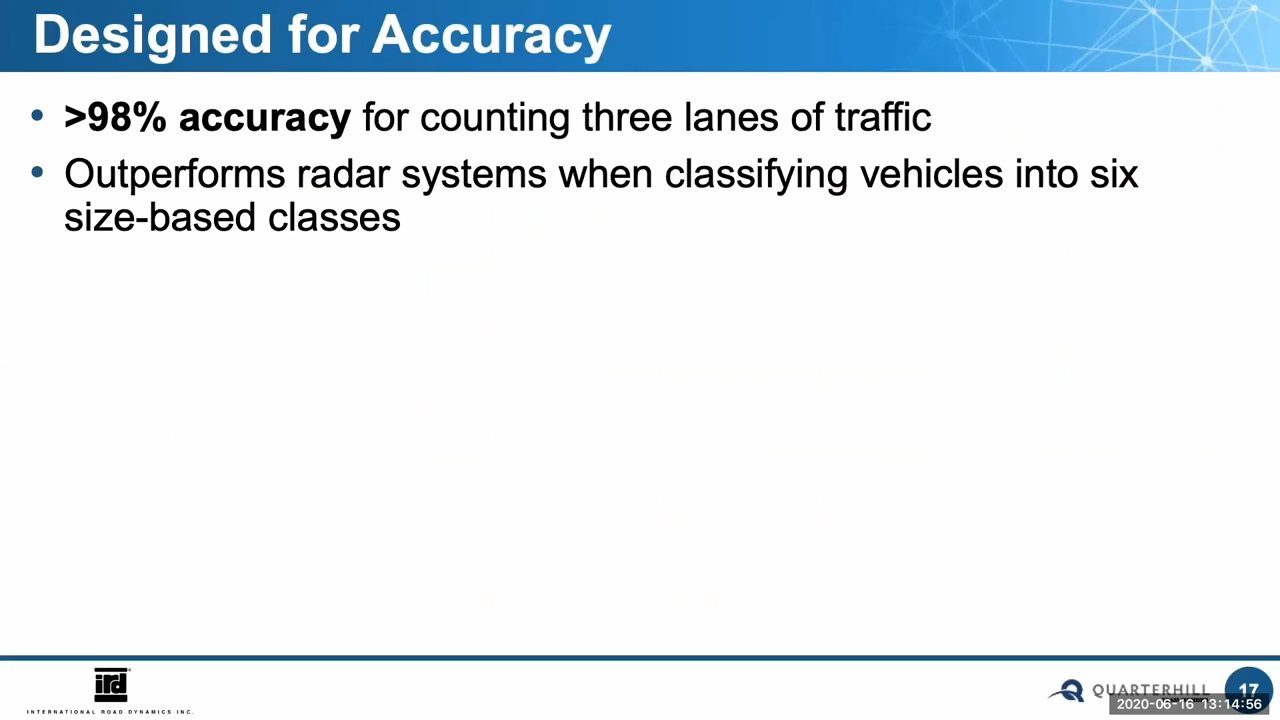 Designed for Accuracy
• >98% accuracy for counting three lanes of traffic
• Outperforms radar systems when classifying vehicles into six
size-based classes
ird®
INTERNATIONAL ROAD DYNAMICS INC.
QUARTERHILL
17
2020-06-16 13:14:56